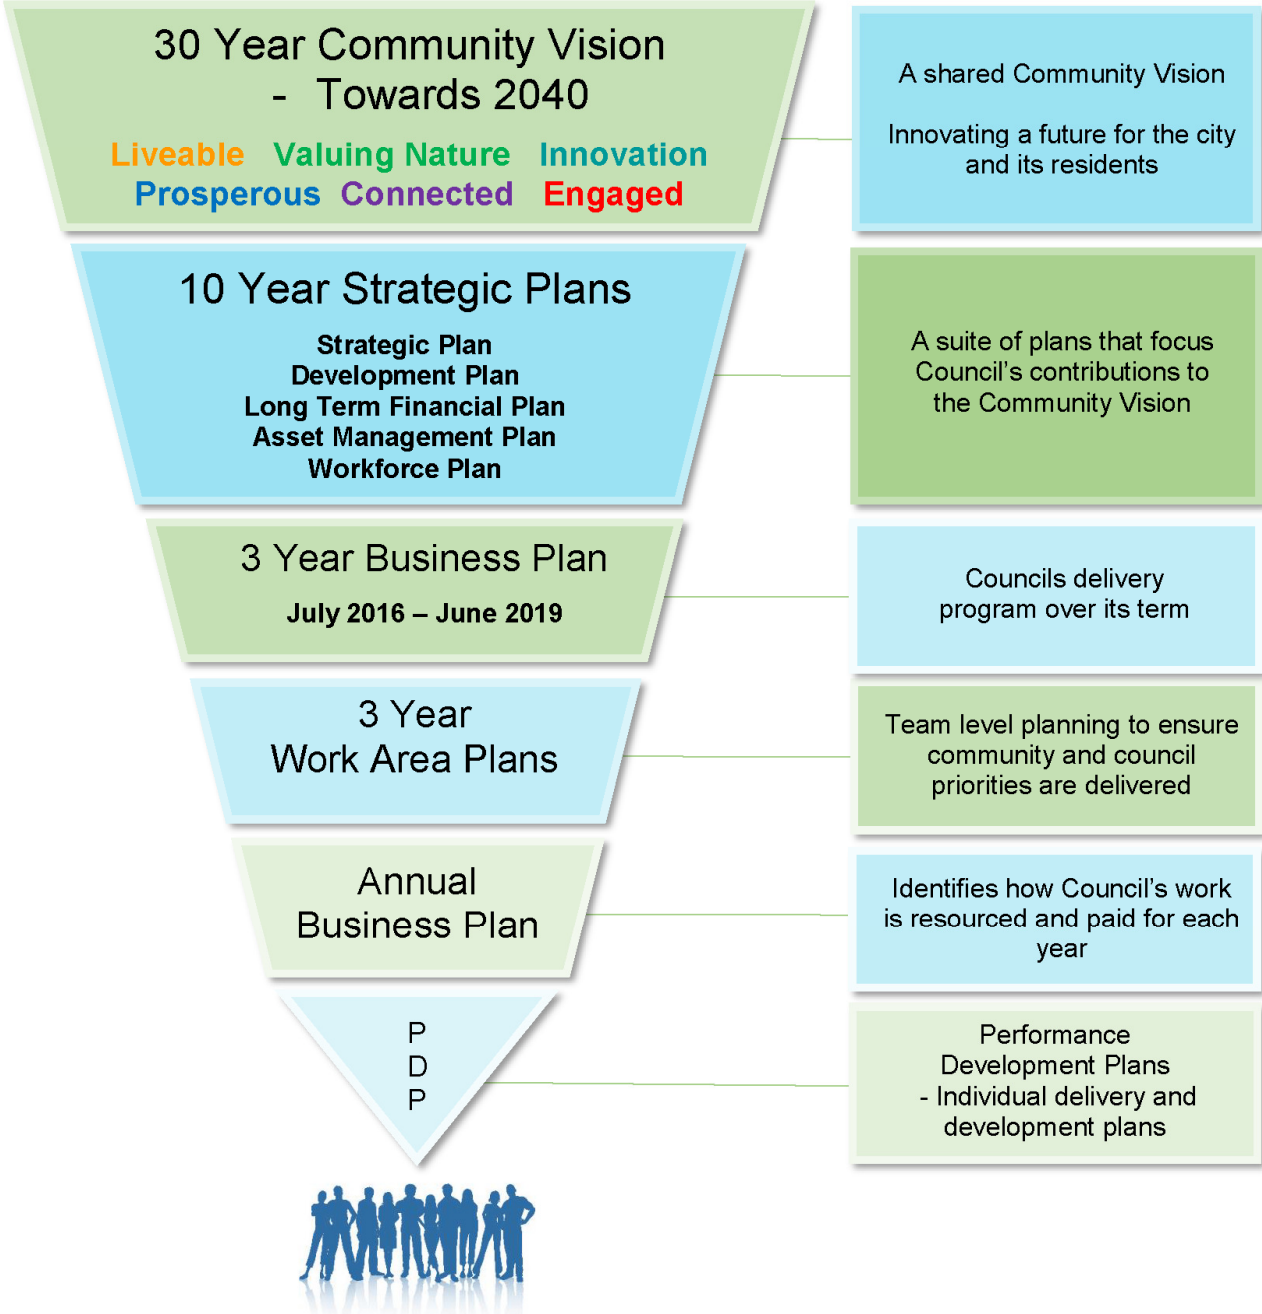 30 Year Community Vision
- Towards 2040
Liveable Valuing Nature Innovation
Prosperous Connected Engaged
A shared Community Vision
Innovating a future for the city
and its residents
10 Year Strategic Plans
Strategic Plan
Development Plan
Long Term Financial Plan
Asset Management Plan
Workforce Plan
A suite of plans that focus
Council's contributions to
the Community Vision
3 Year Business Plan
July 2016 – June 2019
Councils delivery
program over its term
3 Year
Work Area Plans
Team level planning to ensure
community and council
priorities are delivered
Annual
Business Plan
Identifies how Council's work
is resourced and paid for each
year
P
D
P
Performance
Development Plans
- Individual delivery and
development plans